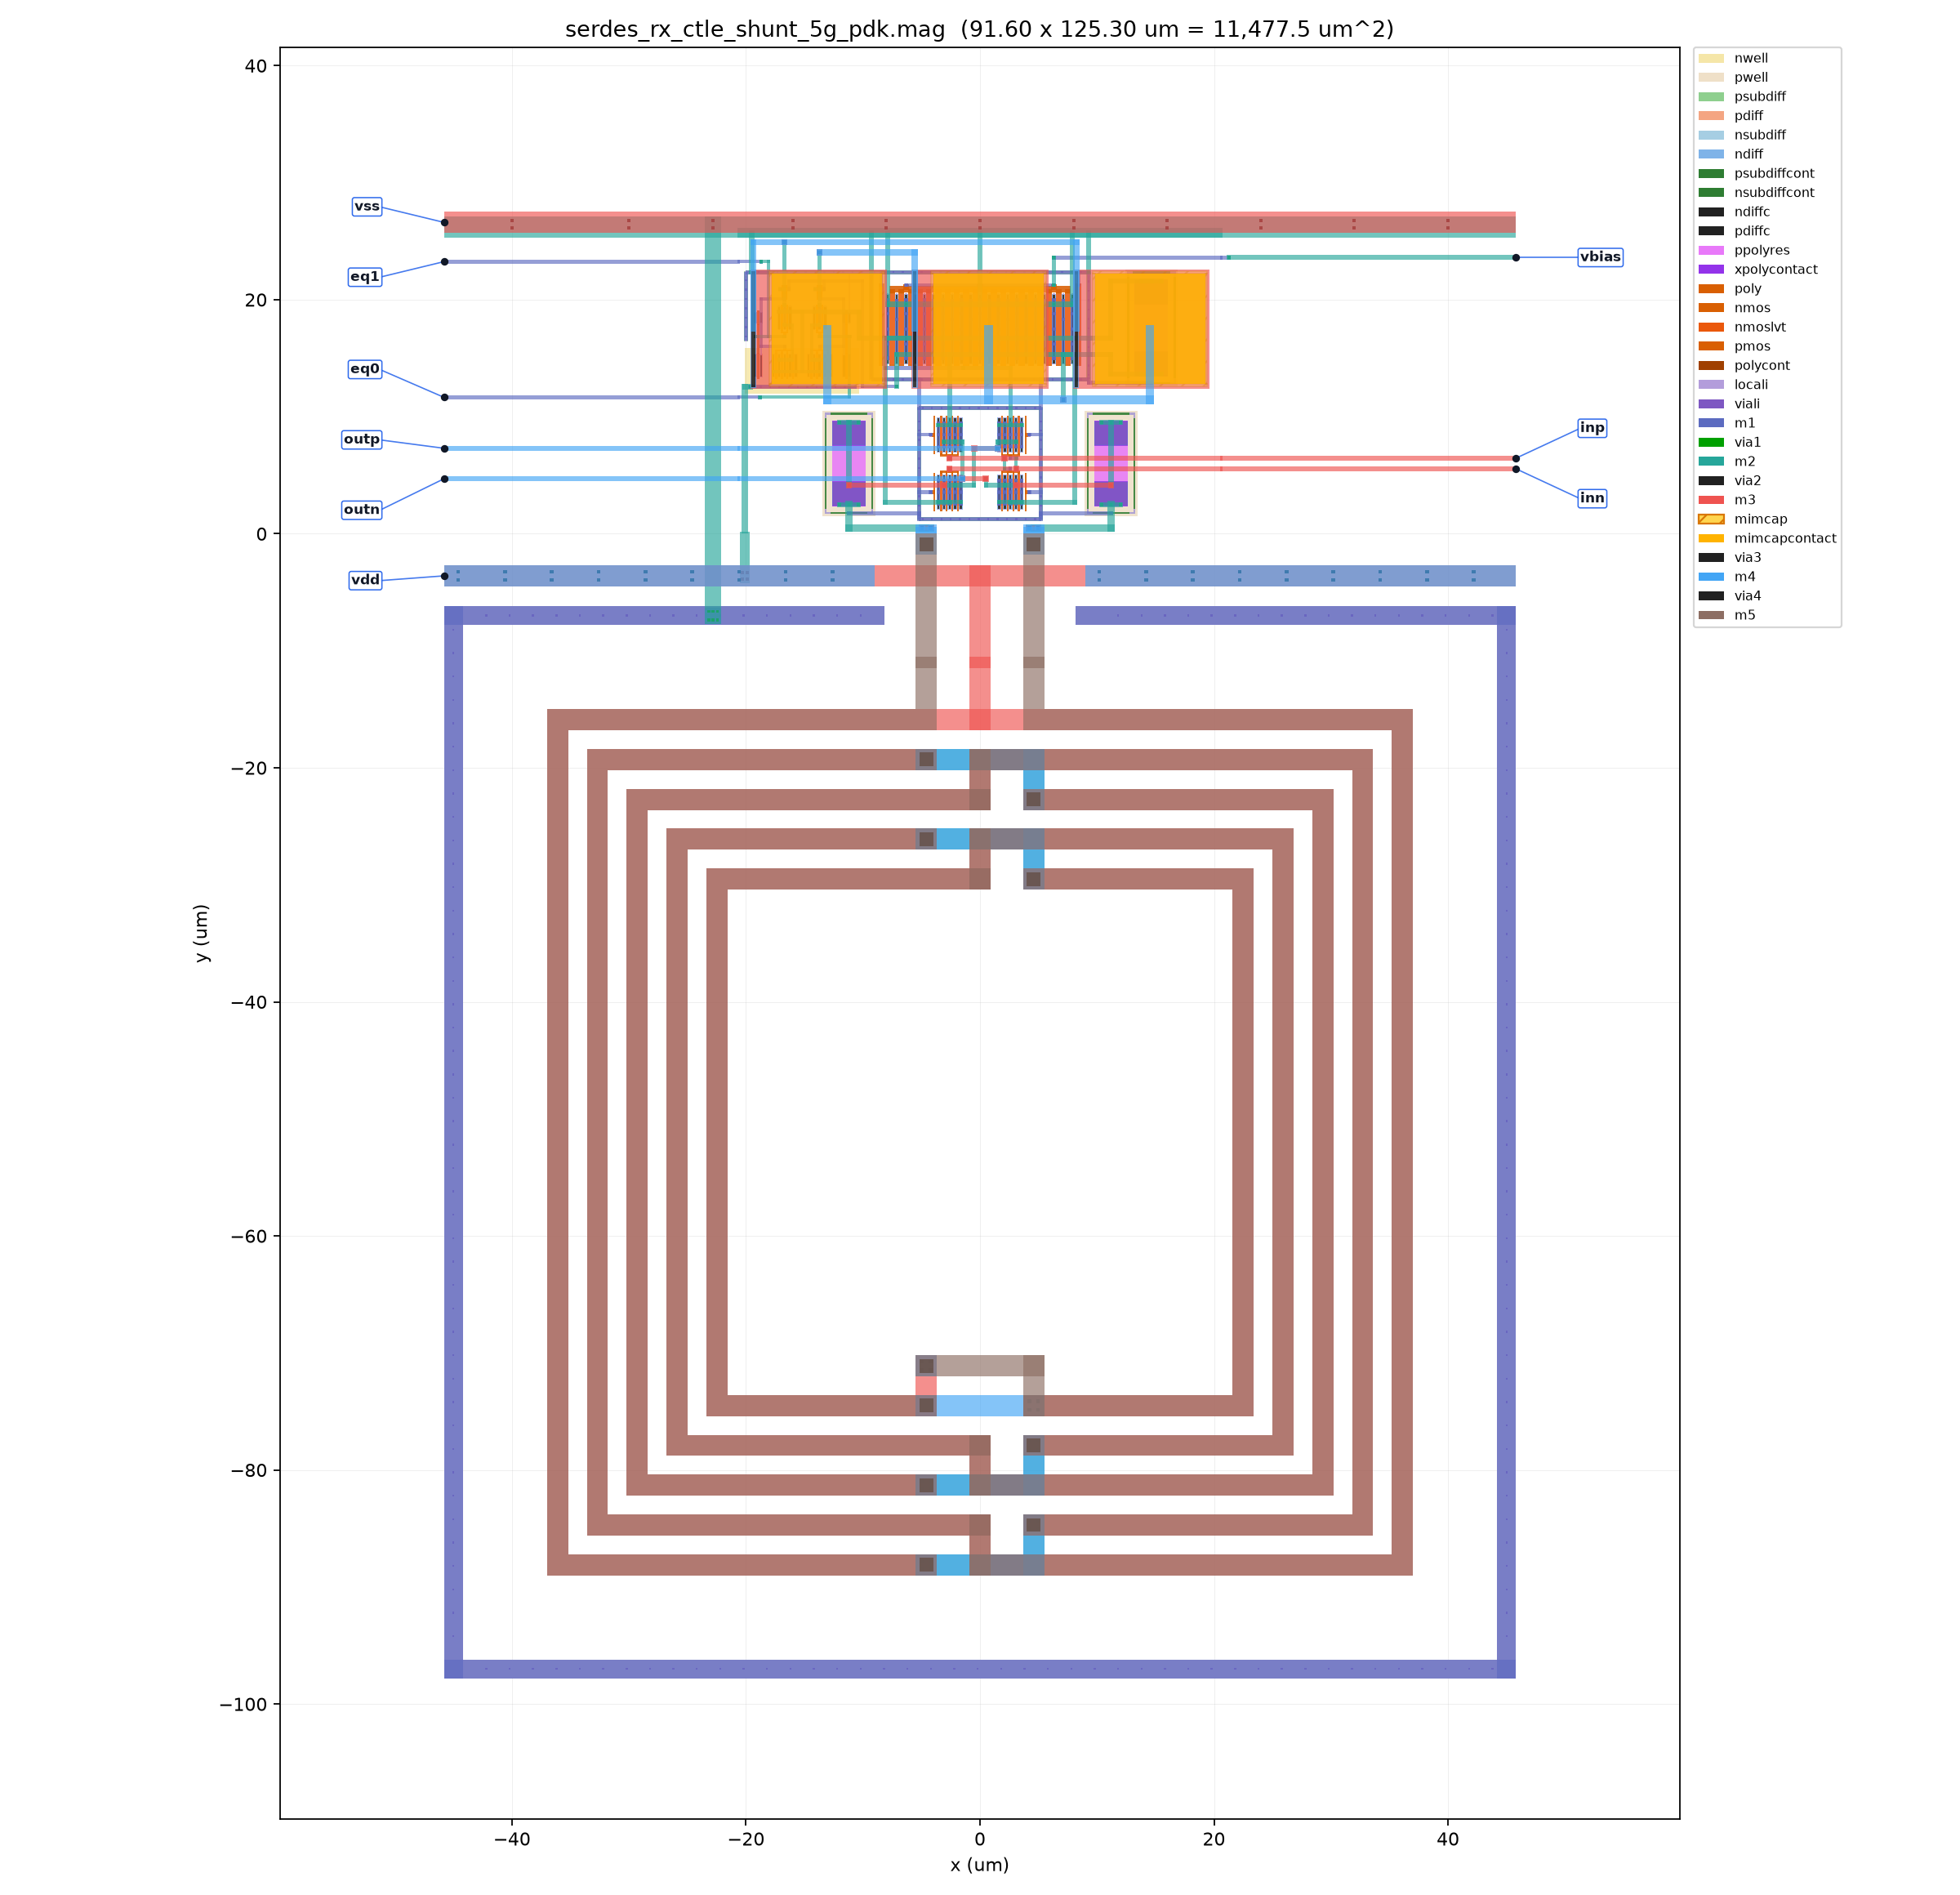 serdes_rx_ctle_shunt_5g_pdk.mag (91.60 x 125.30 um = 11,477.5 um^2)
40
20
0
−20
−40
−60
−80
−100
y (um)
−40
−20
0
20
40
x (um)
vss
eq1
eq0
outp
outn
vdd
vbias
inp
inn
nwell
pwell
psubdiff
pdiff
nsubdiff
ndiff
psubdiffcont
nsubdiffcont
ndiffc
pdiffc
ppolyres
xpolycontact
poly
nmos
nmoslvt
pmos
polycont
locali
viali
m1
via1
m2
via2
m3
mimcap
mimcapcontact
via3
m4
via4
m5